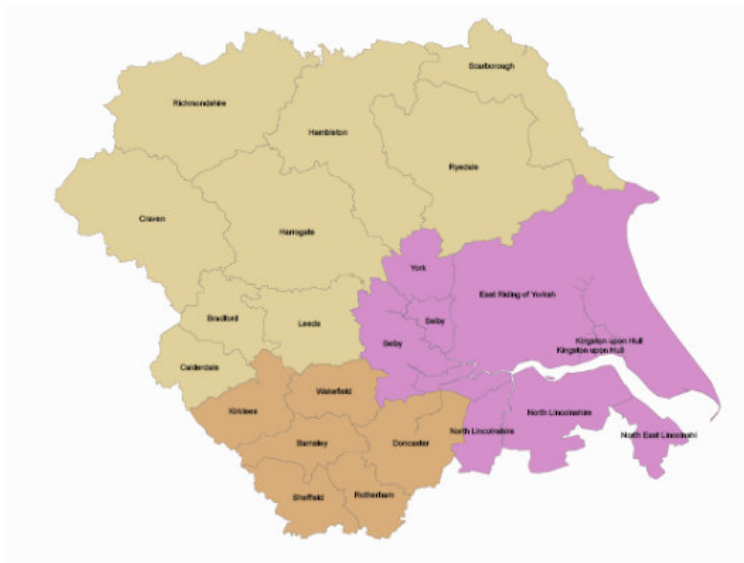 Scarborough
Richmondshire
Hambleton
Ryedale
Craven
Harrogate
York
East Riding of Yorksh
Bradford
Leeds
Selby
Selby
Kingston upon Hull
Kingston upon Hull
Calderdale
Wakefield
Kirklees
North Lincolnshire
North Lincolnshire
Barnsley
Doncaster
North East Lincolnshi
Sheffield
Rotherham